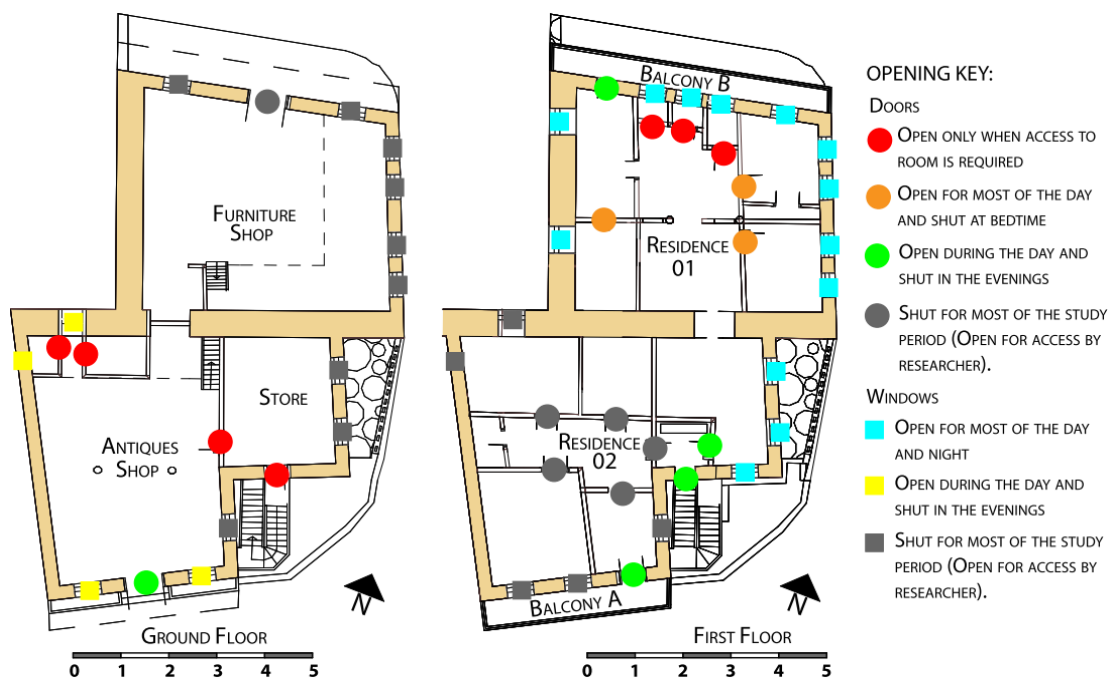 Furniture
Shop
Antiques
Shop
Store
Ground Floor
0 1 2 3 4 5
N
Balcony B
Residence
01
Residence
02
Balcony A
First Floor
0 1 2 3 4 5
N
OPENING KEY:
Doors
Open only when access to
room is required
Open for most of the day
and shut at bedtime
Open during the day and
shut in the evenings
Shut for most of the study
period (Open for access by
researcher).
Windows
Open for most of the day
and night
Open during the day and
shut in the evenings
Shut for most of the study
period (Open for access by
researcher).